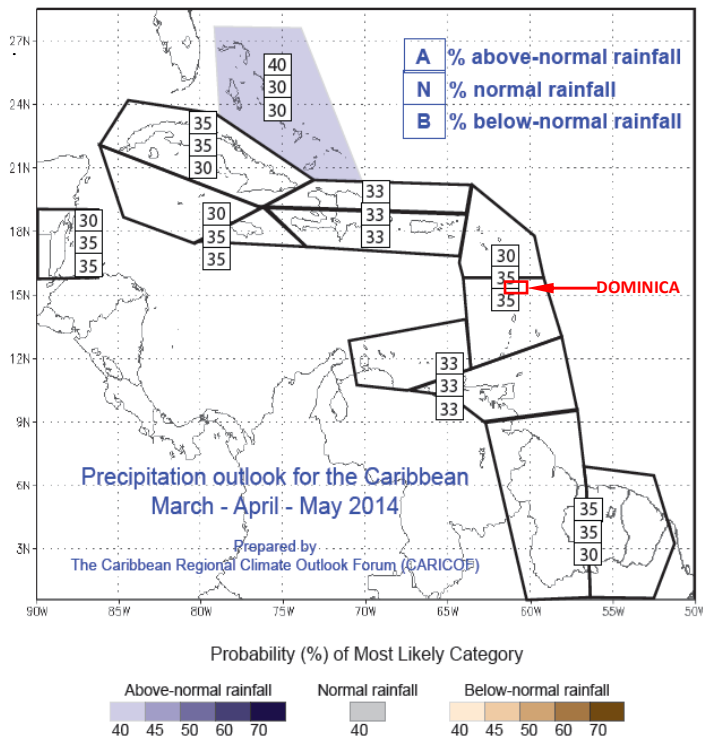 27N
24N
21N
18N
15N
12N
9N
6N
3N
A % above-normal rainfall
N % normal rainfall
B % below-normal rainfall
40
30
30
35
35
30
33
33
33
30
35
35
30
35
35
30
35
35
DOMINICA
33
33
33
35
35
30
Precipitation outlook for the Caribbean
March - April - May 2014
Prepared by
The Caribbean Regional Climate Outlook Forum (CARICOF)
90W 85W 80W 75W 70W 65W 60W 55W 50W
Probability (%) of Most Likely Category
Above-normal rainfall Normal rainfall Below-normal rainfall
40 45 50 60 70 40 40 45 50 60 70